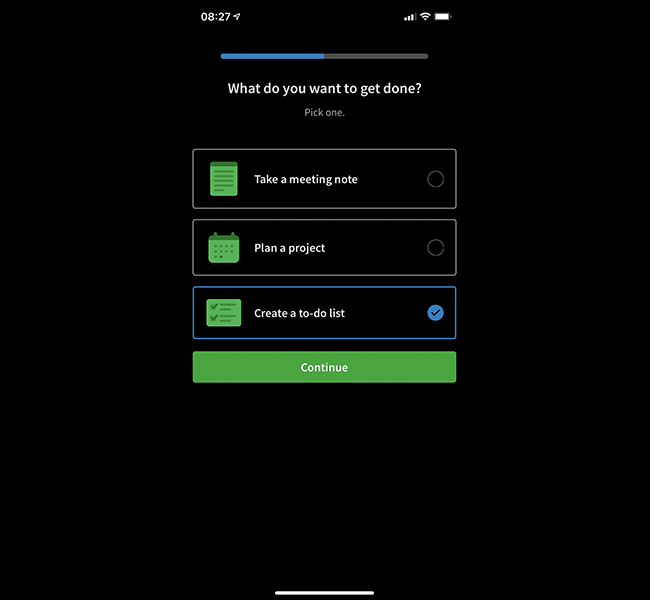 08:27
What do you want to get done?
Pick one.
Take a meeting note
Plan a project
Create a to-do list
Continue